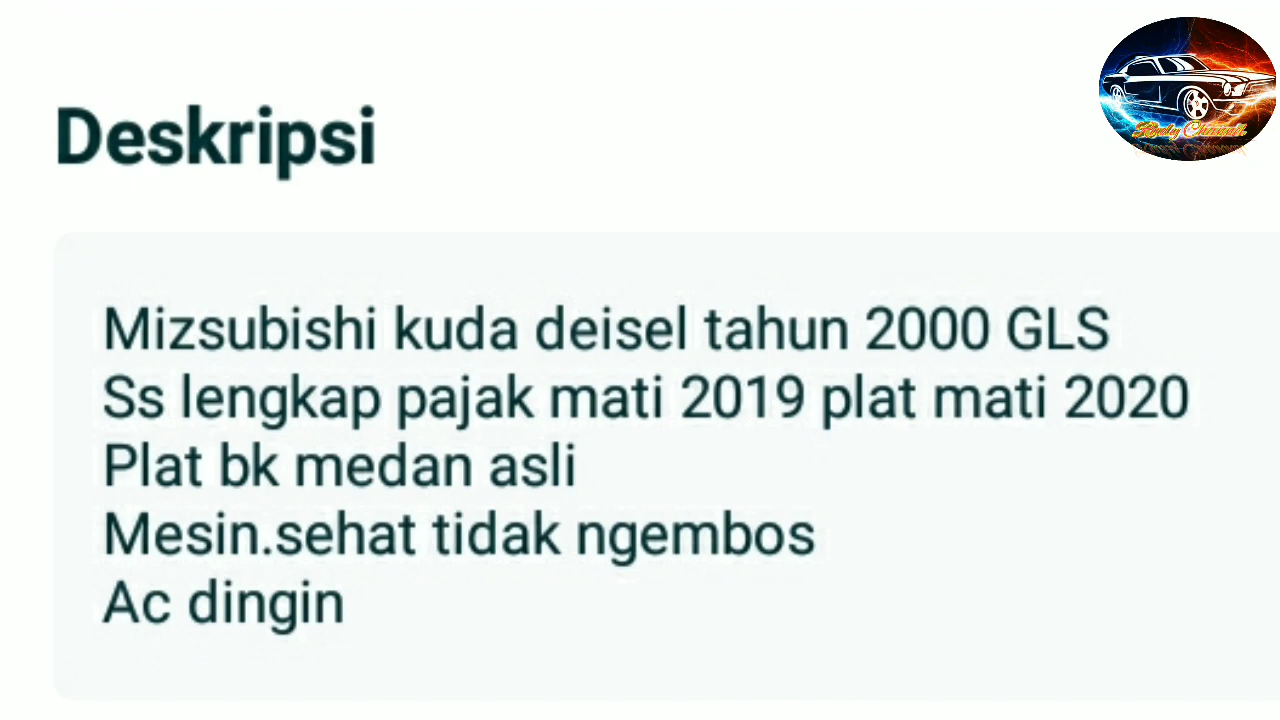 Deskripsi
Mizsubishi kuda deisel tahun 2000 GLS
Ss lengkap pajak mati 2019 plat mati 2020
Plat bk medan asli
Mesin.sehat tidak ngembos
Ac dingin